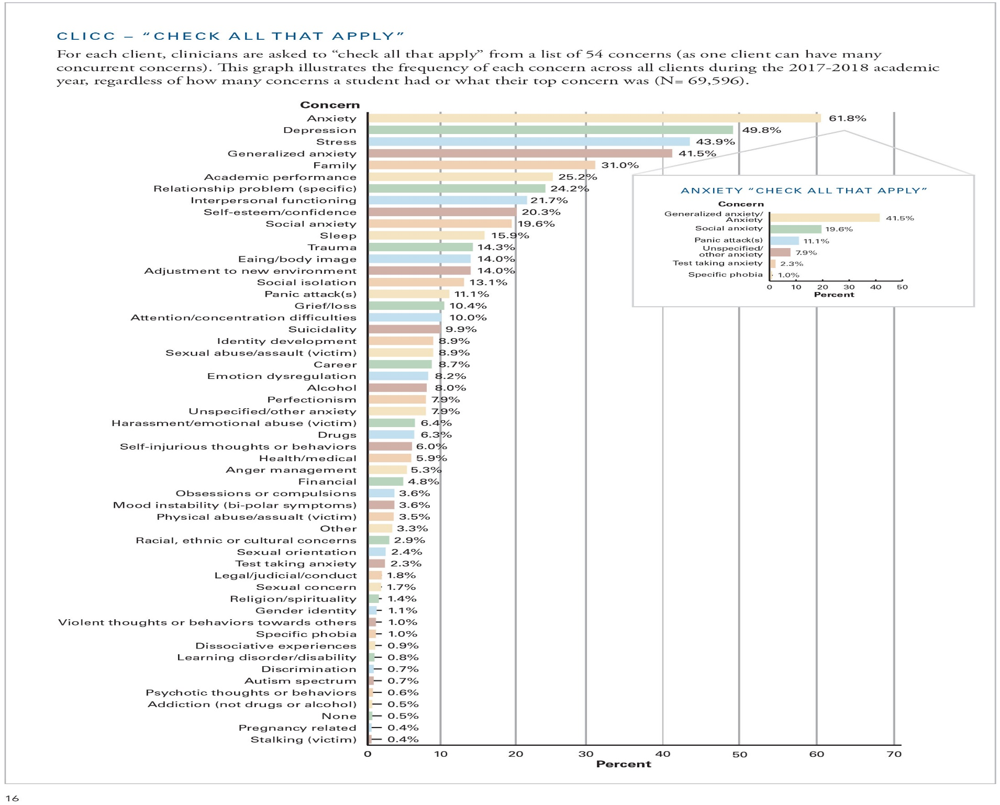 CLICC – “CHECK ALL THAT APPLY”
For each client, clinicians are asked to “check all that apply” from a list of 54 concerns (as one client can have many
concurrent concerns). This graph illustrates the frequency of each concern across all clients during the 2017-2018 academic
year, regardless of how many concerns a student had or what their top concern was (N= 69,596).
Concern
Anxiety 61.8%
Depression 49.8%
Stress 43.9%
Generalized anxiety 41.5%
Family 31.0%
Academic performance 25.2%
Relationship problem (specific) 24.2%
Interpersonal functioning 21.7%
Self-esteem/confidence 20.3%
Social anxiety 19.6%
Sleep 15.9%
Trauma 14.3%
Eaing/body image 14.0%
Adjustment to new environment 14.0%
Social isolation 13.1%
Panic attack(s) 11.1%
Grief/loss 10.4%
Attention/concentration difficulties 10.0%
Suicidality 9.9%
Identity development 8.9%
Sexual abuse/assault (victim) 8.9%
Career 8.7%
Emotion dysregulation 8.2%
Alcohol 8.0%
Perfectionism 7.9%
Unspecified/other anxiety 7.9%
Harassment/emotional abuse (victim) 6.4%
Drugs 6.3%
Self-injurious thoughts or behaviors 6.0%
Health/medical 5.9%
Anger management 5.3%
Financial 4.8%
Obsessions or compulsions 3.6%
Mood instability (bi-polar symptoms) 3.6%
Physical abuse/assualt (victim) 3.5%
Other 3.3%
Racial, ethnic or cultural concerns 2.9%
Sexual orientation 2.4%
Test taking anxiety 2.3%
Legal/judicial/conduct 1.8%
Sexual concern 1.7%
Religion/spirituality 1.4%
Gender identity 1.1%
Violent thoughts or behaviors towards others 1.0%
Specific phobia 1.0%
Dissociative experiences 0.9%
Learning disorder/disability 0.8%
Discrimination 0.7%
Autism spectrum 0.7%
Psychotic thoughts or behaviors 0.6%
Addiction (not drugs or alcohol) 0.5%
None 0.5%
Pregnancy related 0.4%
Stalking (victim) 0.4%
0 10 20 30 40 50 60 70
Percent
ANXIETY “CHECK ALL THAT APPLY”
Concern
Generalized anxiety/
Anxiety 41.5%
Social anxiety 19.6%
Panic attack(s) 11.1%
Unspecified/
other anxiety 7.9%
Test taking anxiety 2.3%
Specific phobia 1.0%
0 10 20 30 40 50
Percent
16